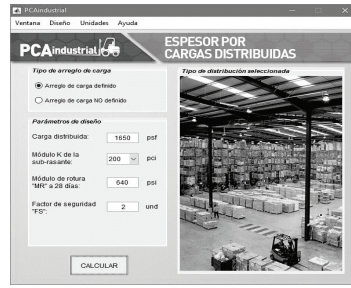 PCAindustrial
Ventana Diseño Unidades Ayuda
PCAindustrial
ESPESOR POR
CARGAS DISTRIBUIDAS
Tipo de arreglo de carga
Arreglo de carga definido
Arreglo de carga NO definido
Parámetros de diseño
Carga distribuida: 1650 psf
Módulo K de la
sub-rasante: 200 pci
Módulo de rotura
"MR" a 28 días: 640 psi
Factor de seguridad
"FS": 2 und
CALCULAR
Tipo de distribución seleccionada